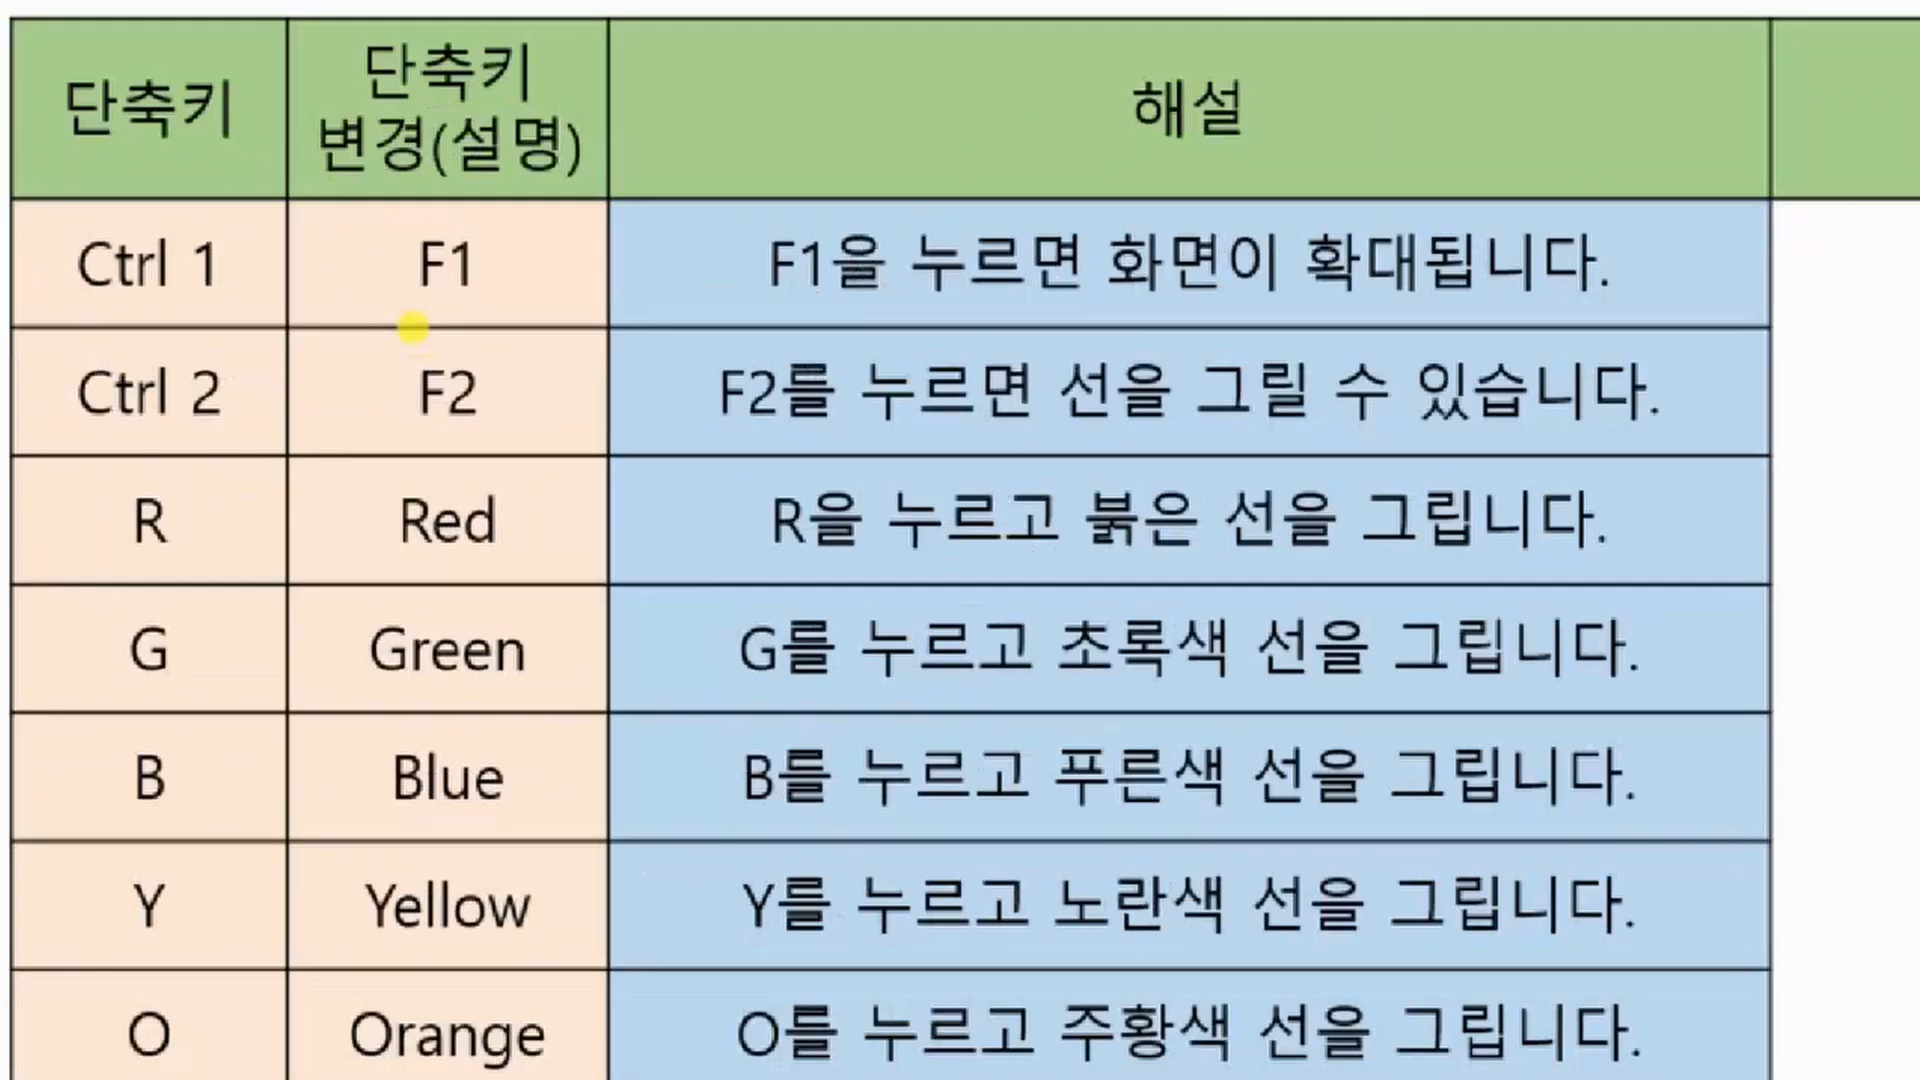 단축키
단축키
변경(설명)
해설
Ctrl 1
F1
F1을 누르면 화면이 확대됩니다.
Ctrl 2
F2
F2를 누르면 선을 그릴 수 있습니다.
R
Red
R을 누르고 붉은 선을 그립니다.
G
Green
G를 누르고 초록색 선을 그립니다.
B
Blue
B를 누르고 푸른색 선을 그립니다.
Y
Yellow
Y를 누르고 노란색 선을 그립니다.
O
Orange
O를 누르고 주황색 선을 그립니다.